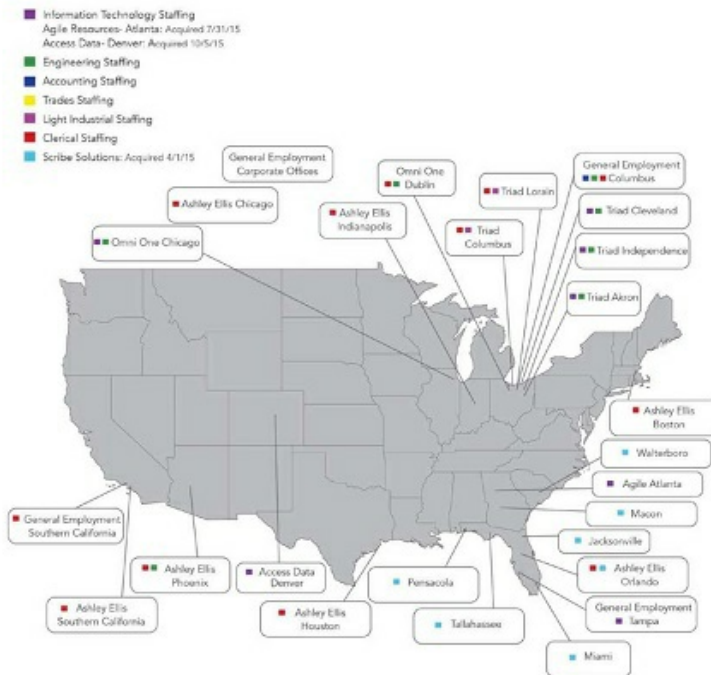 Information Technology Staffing
Agile Resources- Atlanta: Acquired 7/31/15
Access Data- Denver: Acquired 10/5/15
Engineering Staffing
Accounting Staffing
Trades Staffing
Light Industrial Staffing
Clerical Staffing
Scribe Solutions: Acquired 4/1/15
General Employment
Corporate Offices
Omni One
Dublin
General Employment
Columbus
Ashley Ellis Chicago
Triad Lorain
Ashley Ellis
Indianapolis
Triad Cleveland
Omni One Chicago
Triad
Columbus
Triad Independence
Triad Akron
Ashley Ellis
Boston
Walterboro
Agile Atlanta
Macon
General Employment
Southern California
Jacksonville
Ashley Ellis
Phoenix
Access Data
Denver
Pensacola
Ashley Ellis
Orlando
Ashley Ellis
Southern California
Ashley Ellis
Houston
Tallahassee
General Employment
Tampa
Miami